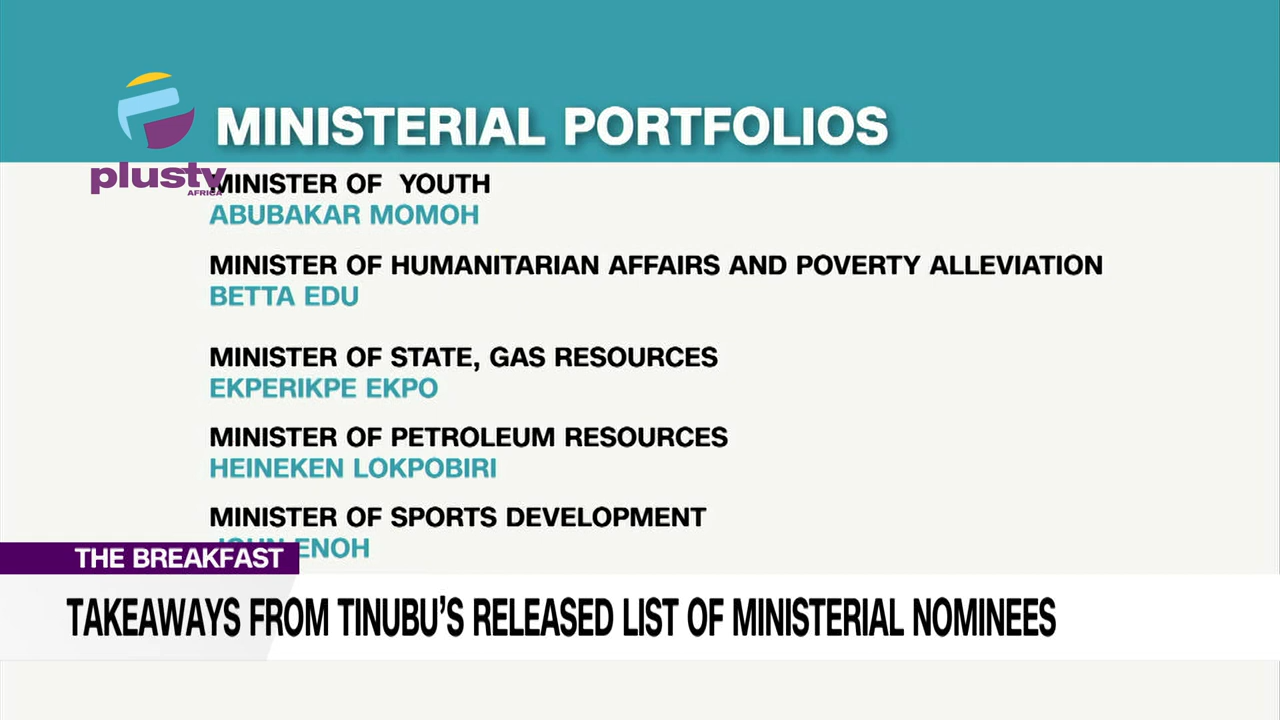 MINISTERIAL PORTFOLIOS
plustv
AFRICA
MINISTER OF YOUTH
ABUBAKAR MOMOH
MINISTER OF HUMANITARIAN AFFAIRS AND POVERTY ALLEVIATION
BETTA EDU
MINISTER OF STATE, GAS RESOURCES
EKPERIKPE EKPO
MINISTER OF PETROLEUM RESOURCES
HEINEKEN LOKPOBIRI
MINISTER OF SPORTS DEVELOPMENT
JOHN ENOH
THE BREAKFAST
TAKEAWAYS FROM TINUBU'S RELEASED LIST OF MINISTERIAL NOMINEES